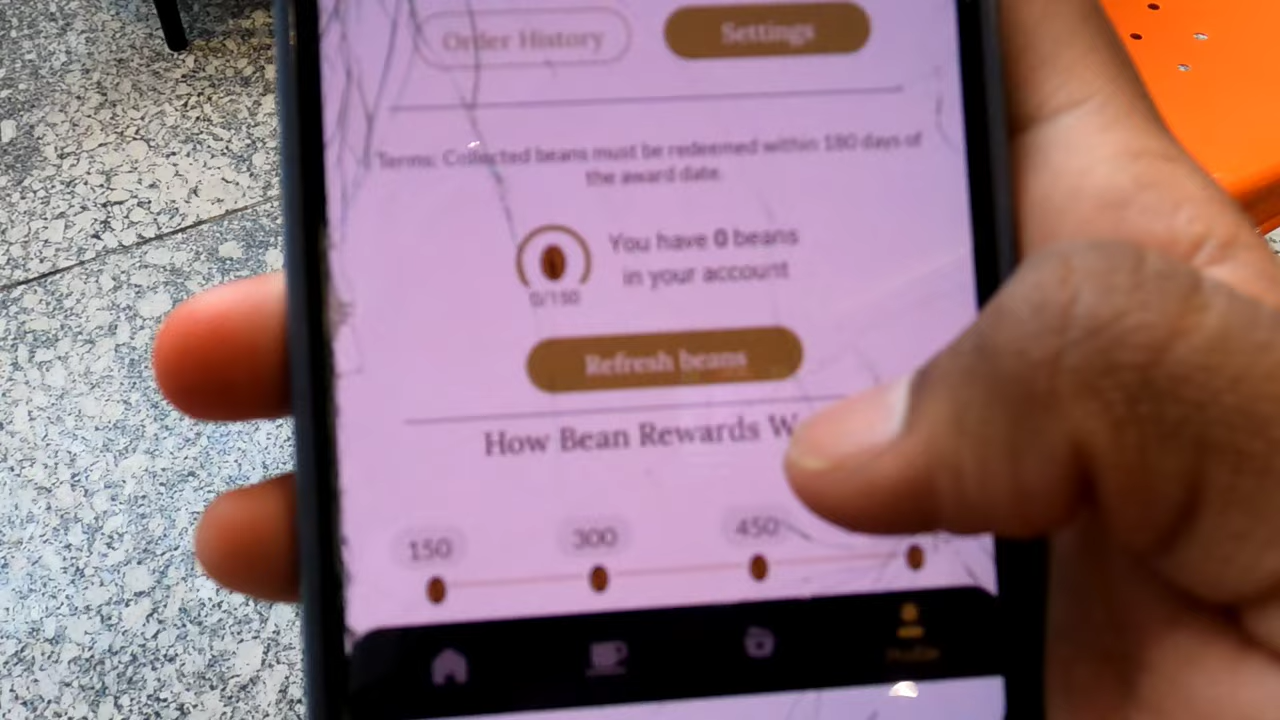 Order History
Settings
Terms: Collected beans must be redeemed within 180 days of
the award date.
You have 0 beans
in your account
0/150
Refresh beans
How Bean Rewards
150
300
450
Profile